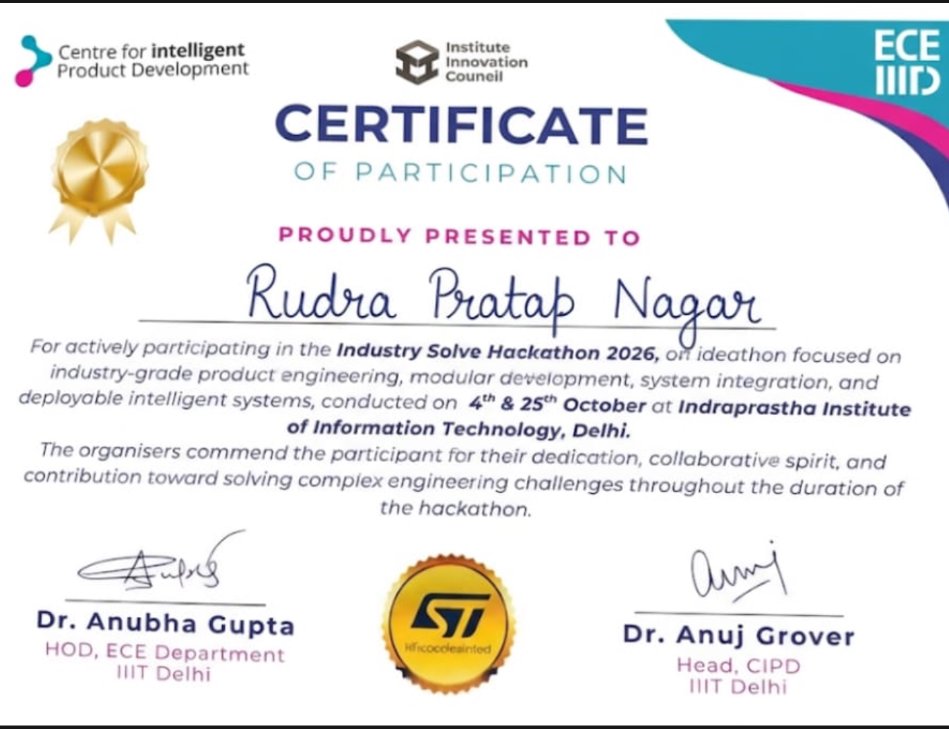 Centre for intelligent
Product Development
Institute
Innovation
Couneil
ECE
IIITD
CERTIFICATE
OF PARTICIPATION
PROUDLY PRESENTED TO
Rudra Pratap Nagar
For actively participating in the Industry Solve Hackathon 2026, on ideathon focused on
industry-grade product engineering, modular development, system integration, and
deployable intelligent systems, conducted on 4th & 25th October at Indraprastha Institute
of Information Technology, Delhi.
The organisers commend the participant for their dedication, collaborative spirit, and
contribution toward solving complex engineering challenges throughout the duration of
the hackathon.
Dr. Anubha Gupta
HOD, ECE Department
IIIT Delhi
ST
Dr. Anuj Grover
Head, CIPD
IIIT Delhi